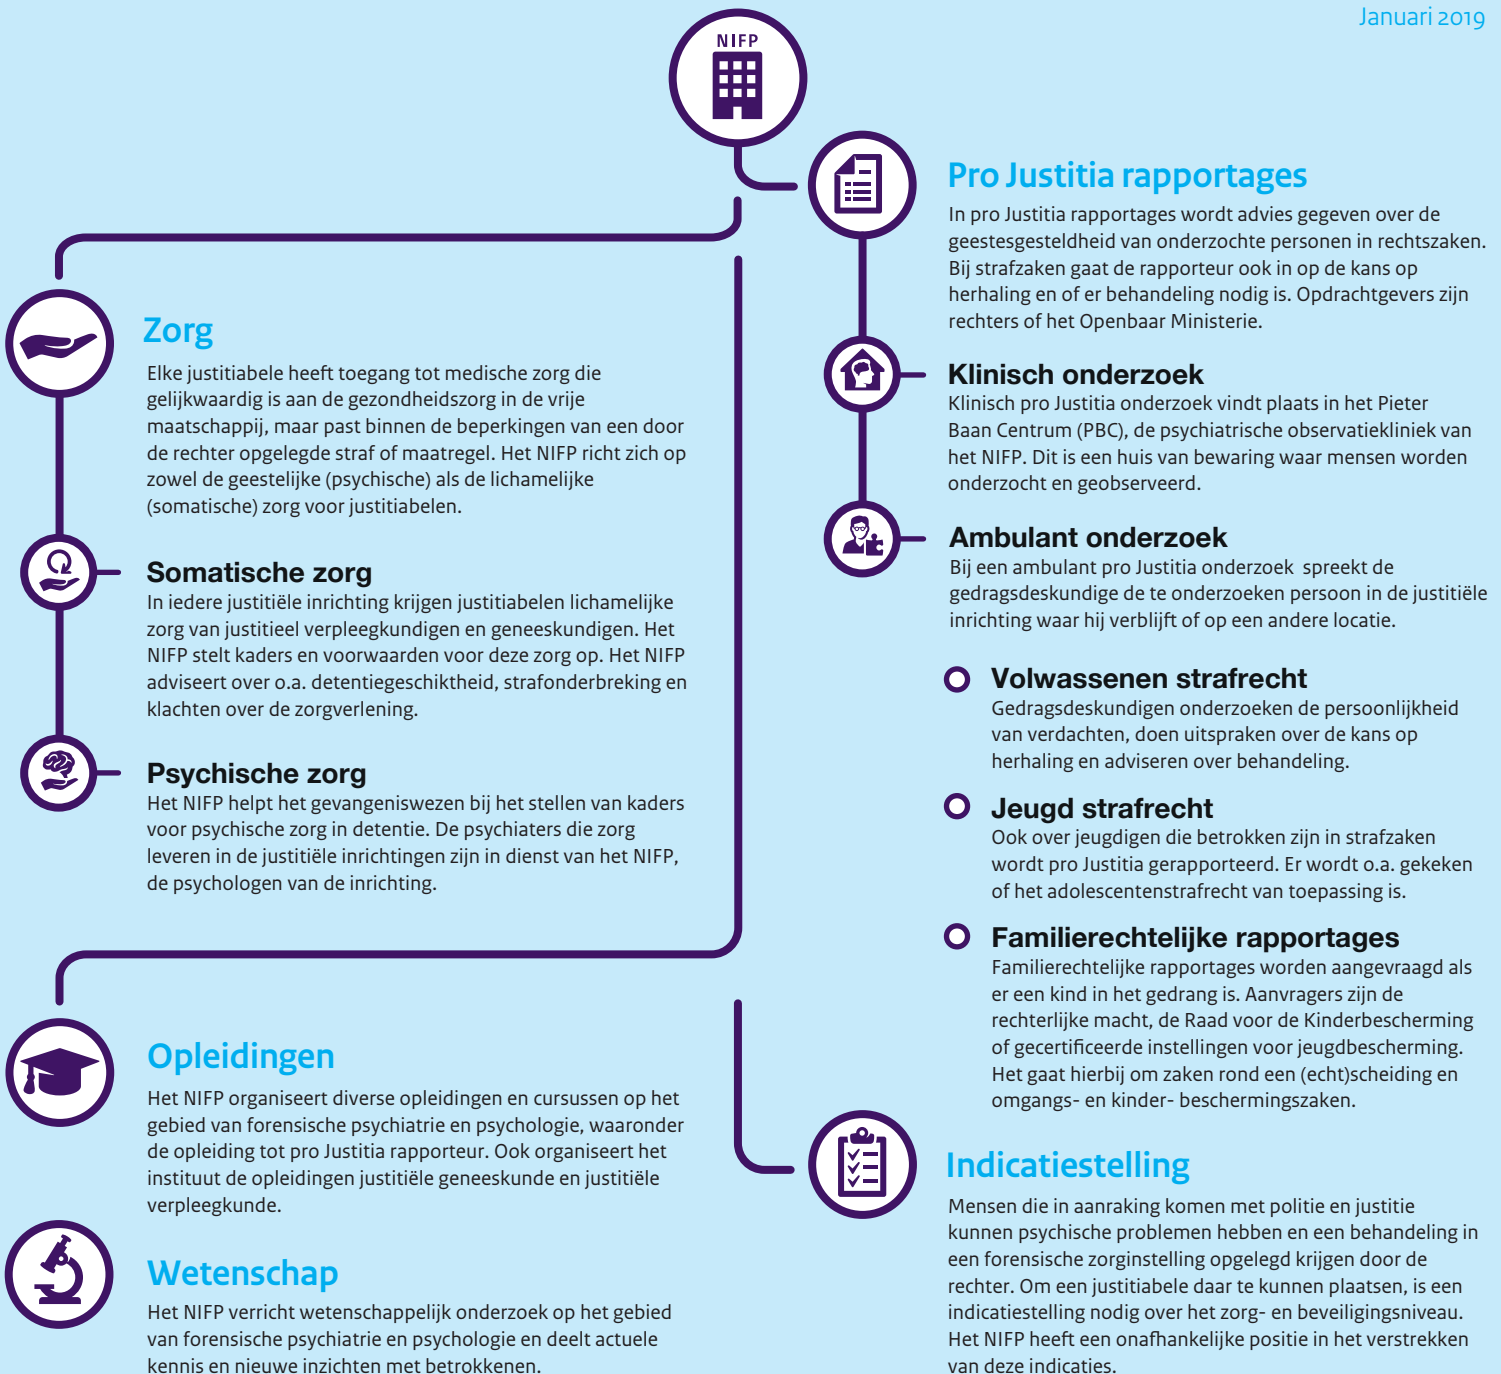 Januari 2019
NIFP
Pro Justitia rapportages
In pro Justitia rapportages wordt advies gegeven over de
geestesgesteldheid van onderzochte personen in rechtszaken.
Bij strafzaken gaat de rapporteur ook in op de kans op
herhaling en of er behandeling nodig is. Opdrachtgevers zijn
rechters of het Openbaar Ministerie.
Klinisch onderzoek
Klinisch pro Justitia onderzoek vindt plaats in het Pieter
Baan Centrum (PBC), de psychiatrische observatiekliniek van
het NIFP. Dit is een huis van bewaring waar mensen worden
onderzocht en geobserveerd.
Ambulant onderzoek
Bij een ambulant pro Justitia onderzoek spreekt de
gedragsdeskundige de te onderzoeken persoon in de justitiële
inrichting waar hij verblijft of op een andere locatie.
Volwassenen strafrecht
Gedragsdeskundigen onderzoeken de persoonlijkheid
van verdachten, doen uitspraken over de kans op
herhaling en adviseren over behandeling.
Jeugd strafrecht
Ook over jeugdigen die betrokken zijn in strafzaken
wordt pro Justitia gerapporteerd. Er wordt o.a. gekeken
of het adolescentenstrafrecht van toepassing is.
Familierechtelijke rapportages
Familierechtelijke rapportages worden aangevraagd als
er een kind in het gedrang is. Aanvragers zijn de
rechterlijke macht, de Raad voor de Kinderbescherming
of gecertificeerde instellingen voor jeugdbescherming.
Het gaat hierbij om zaken rond een (echt)scheiding en
omgangs- en kinder- beschermingszaken.
Zorg
Elke justitiabele heeft toegang tot medische zorg die
gelijkwaardig is aan de gezondheidszorg in de vrije
maatschappij, maar past binnen de beperkingen van een door
de rechter opgelegde straf of maatregel. Het NIFP richt zich op
zowel de geestelijke (psychische) als de lichamelijke
(somatische) zorg voor justitiabelen.
Somatische zorg
In iedere justitiële inrichting krijgen justitiabelen lichamelijke
zorg van justitieel verpleegkundigen en geneeskundigen. Het
NIFP stelt kaders en voorwaarden voor deze zorg op. Het NIFP
adviseert over o.a. detentiegeschiktheid, strafonderbreking en
klachten over de zorgverlening.
Psychische zorg
Het NIFP helpt het gevangeniswezen bij het stellen van kaders
voor psychische zorg in detentie. De psychiaters die zorg
leveren in de justitiële inrichtingen zijn in dienst van het NIFP,
de psychologen van de inrichting.
Opleidingen
Het NIFP organiseert diverse opleidingen en cursussen op het
gebied van forensische psychiatrie en psychologie, waaronder
de opleiding tot pro Justitia rapporteur. Ook organiseert het
instituut de opleidingen justitiële geneeskunde en justitiële
verpleegkunde.
Wetenschap
Het NIFP verricht wetenschappelijk onderzoek op het gebied
van forensische psychiatrie en psychologie en deelt actuele
kennis en nieuwe inzichten met betrokkenen.
Indicatiestelling
Mensen die in aanraking komen met politie en justitie
kunnen psychische problemen hebben en een behandeling in
een forensische zorginstelling opgelegd krijgen door de
rechter. Om een justitiabele daar te kunnen plaatsen, is een
indicatiestelling nodig over het zorg- en beveiligingsniveau.
Het NIFP heeft een onafhankelijke positie in het verstrekken
van deze indicaties.